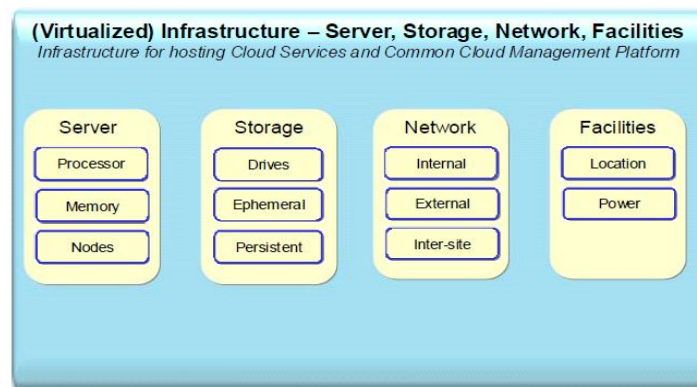 (Virtualized) Infrastructure – Server, Storage, Network, Facilities
Infrastructure for hosting Cloud Services and Common Cloud Management Platform
Server
Processor
Memory
Nodes
Storage
Drives
Ephemeral
Persistent
Network
Internal
External
Inter-site
Facilities
Location
Power